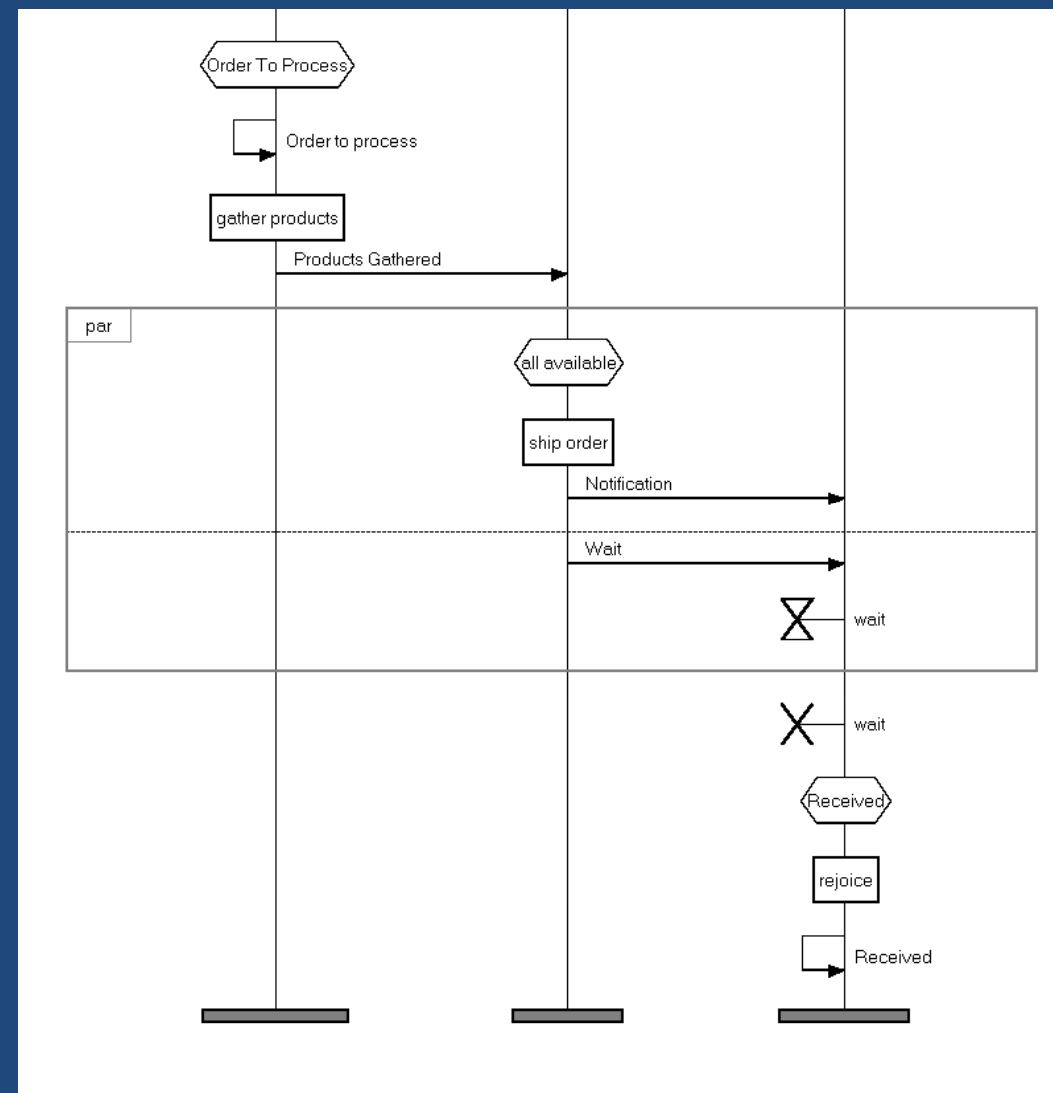 Order To Process
Order to process
gather products
Products Gathered
par
all available
ship order
Notification
Wait
wait
wait
Received
rejoice
Received